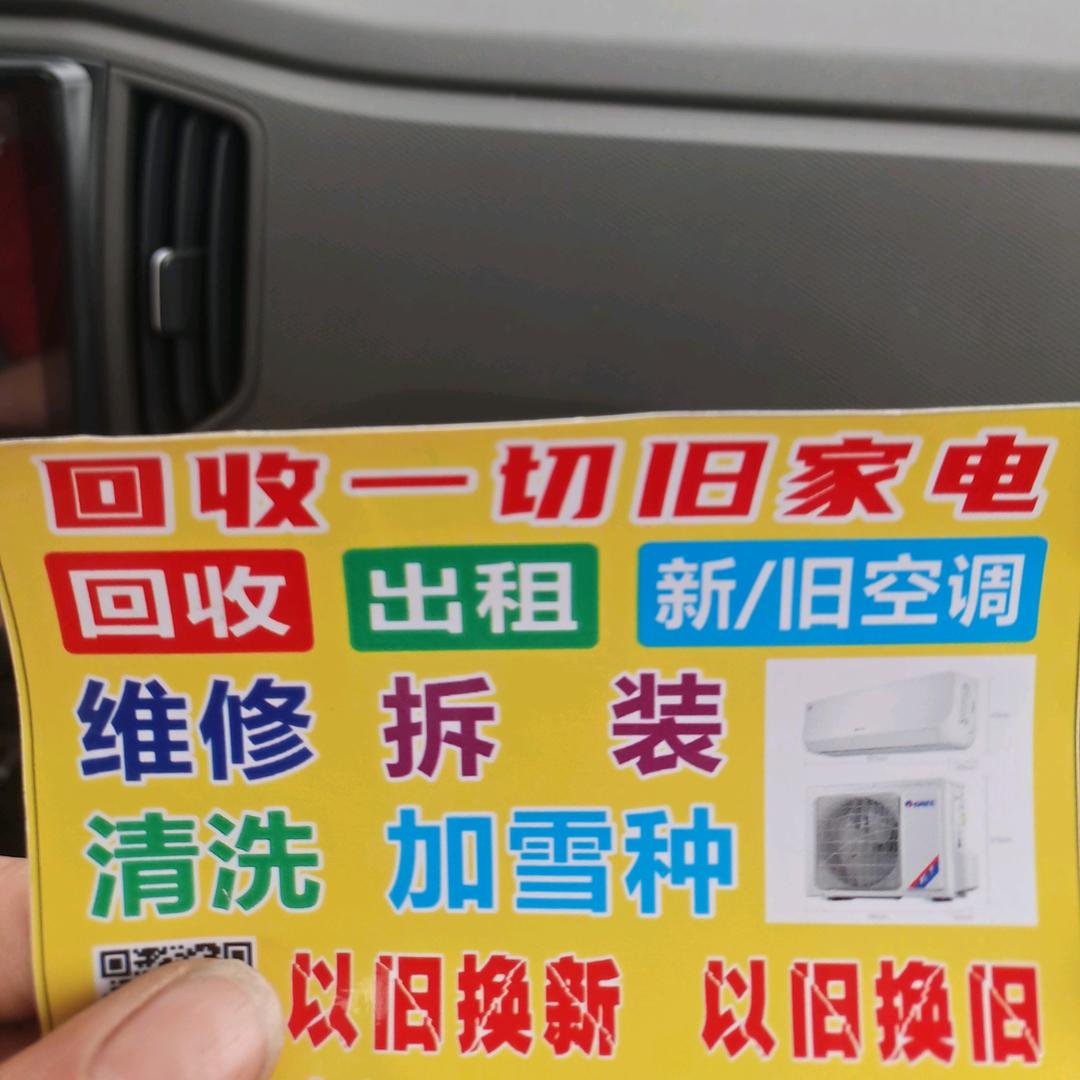 回收一切旧家电
回收 出租 新/旧空调
维修 拆 装
清洗 加雪种
GREE
以旧换新 以旧换旧